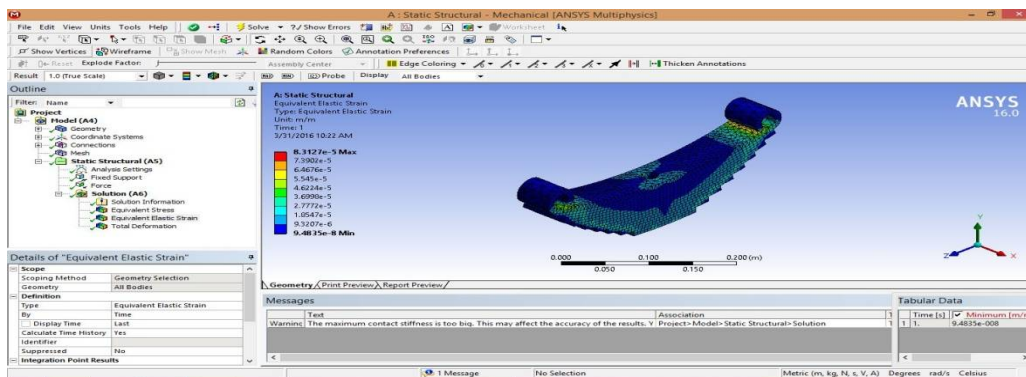 A : Static Structural - Mechanical [ANSYS Multiphysics]
File Edit View Units Tools Help Solve ?/ Show Errors Worksheet
Show Vertices Wireframe Show Mesh Random Colors Annotation Preferences
Reset Explode Factor: Assembly Center Edge Coloring Thicken Annotations
Result 1.0 (True Scale) Probe Display All Bodies
Outline
Filter: Name
Project
Model (A4)
Geometry
Coordinate Systems
Connections
Mesh
Static Structural (A5)
Analysis Settings
Fixed Support
Force
Solution (A6)
Solution Information
Equivalent Stress
Equivalent Elastic Strain
Total Deformation
A: Static Structural
Equivalent Elastic Strain
Type: Equivalent Elastic Strain
Unit: m/m
Time: 1
3/31/2016 10:22 AM
8.3127e-5 Max
7.3902e-5
6.4676e-5
5.545e-5
4.6224e-5
3.6998e-5
2.7772e-5
1.8547e-5
9.3207e-6
9.4835e-8 Min
ANSYS
16.0
0.000 0.100 0.200 (m)
0.050 0.150
Y
Z X
Geometry Print Preview Report Preview
Details of "Equivalent Elastic Strain"
Scope
Scoping Method Geometry Selection
Geometry All Bodies
Definition
Type Equivalent Elastic Strain
By Time
Display Time Last
Calculate Time History Yes
Identifier
Suppressed No
Integration Point Results
Messages
Text Association
Warning The maximum contact stiffness is too big. This may affect the accuracy of the results. Y Project>Model>Static Structural>Solution
Tabular Data
Time [s] Minimum [m/
1 1. 9.4835e-008
1 Message No Selection Metric (m, kg, N, s, V, A) Degrees rad/s Celsius